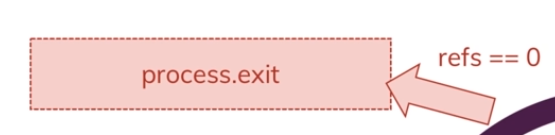 refs == 0
process.exit